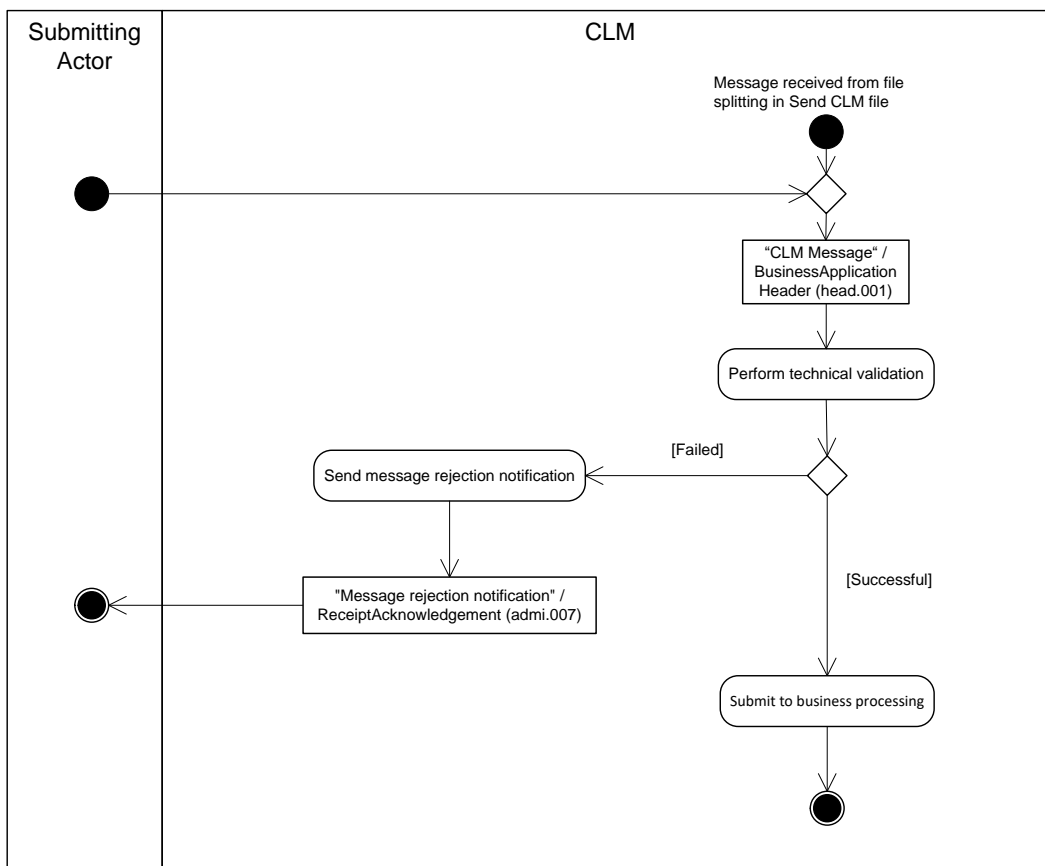 Submitting
Actor
CLM
Message received from file
splitting in Send CLM file
“CLM Message“ /
BusinessApplication
Header (head.001)
Perform technical validation
[Failed]
Send message rejection notification
[Successful]
"Message rejection notification" /
ReceiptAcknowledgement (admi.007)
Submit to business processing